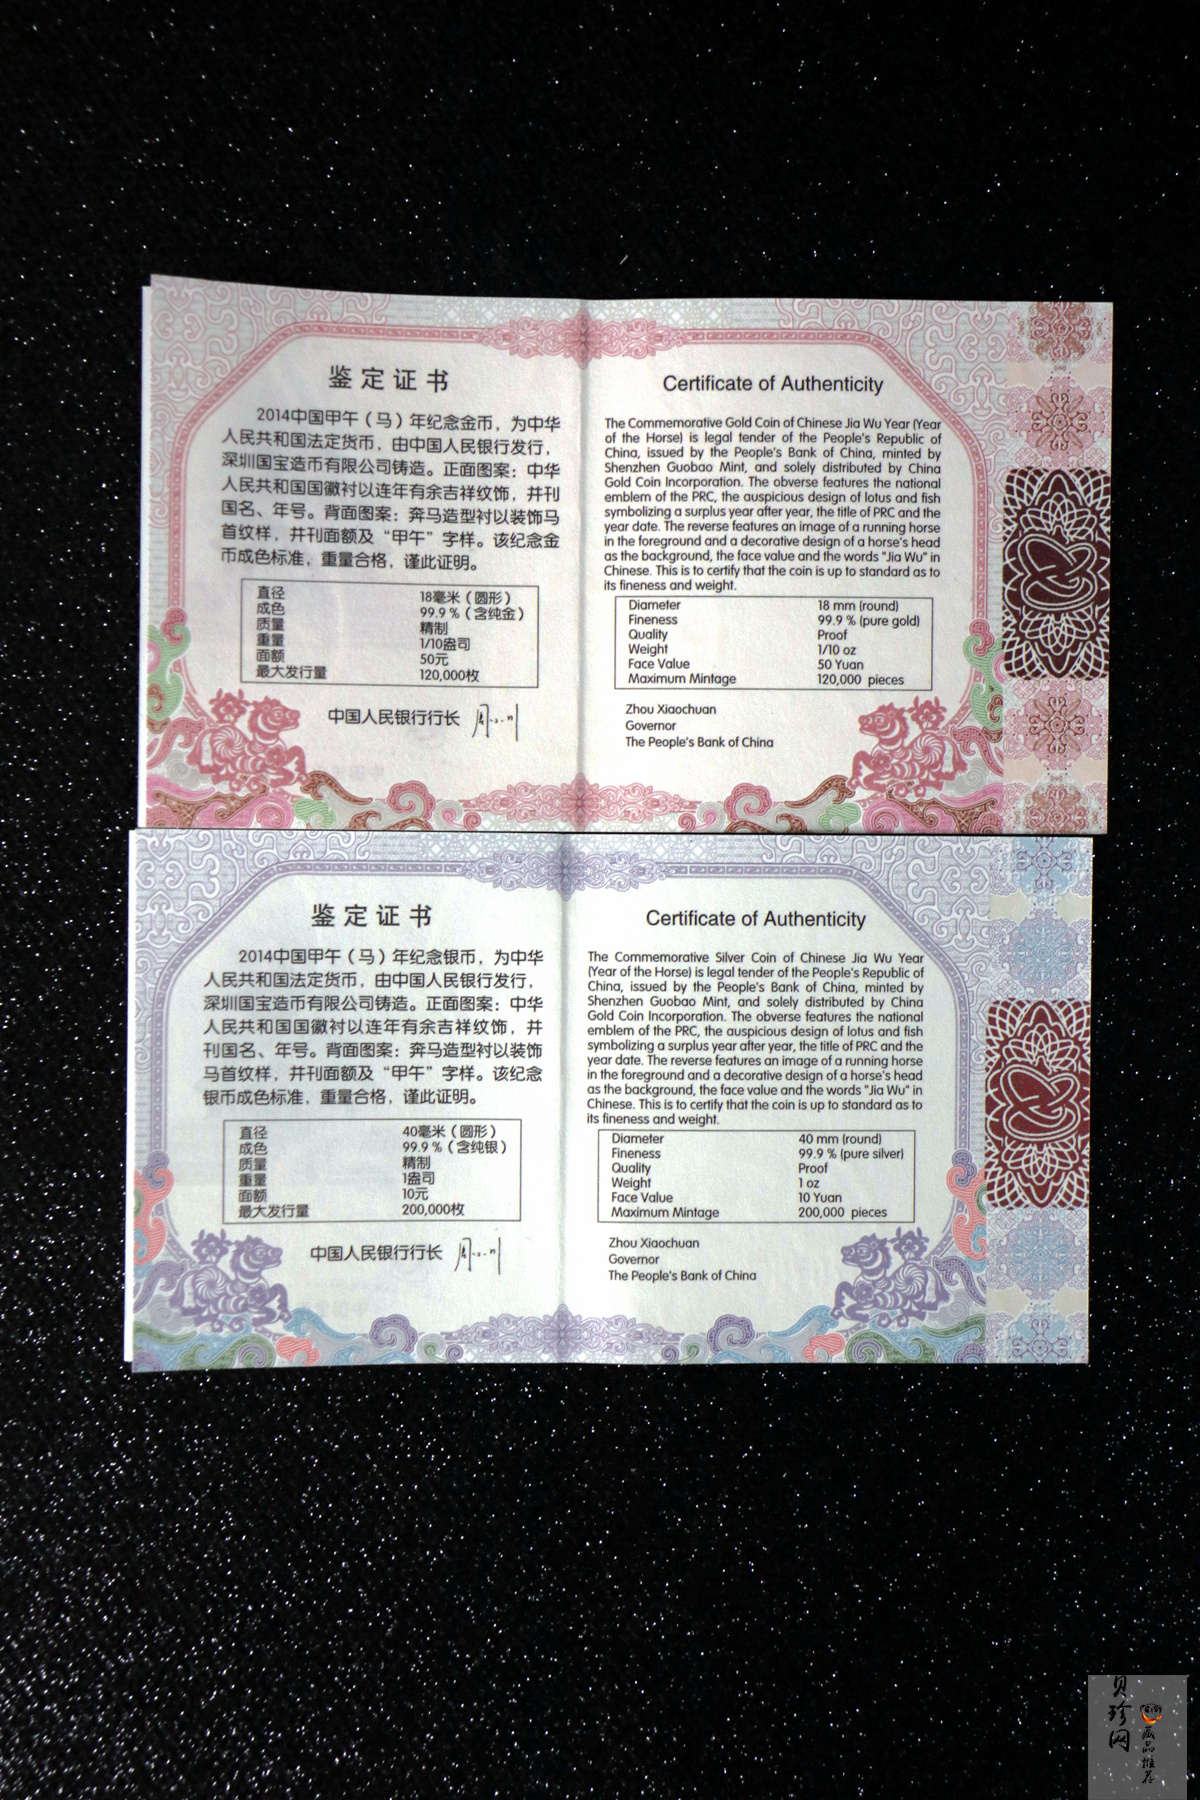 鉴定证书
2014中国甲午（马）年纪念金币，为中华
人民共和国法定货币，由中国人民银行发行，
深圳国宝造币有限公司铸造。正面图案：中华
人民共和国国徽衬以连年有余吉祥纹饰，并刊
国名、年号。背面图案：奔马造型衬以装饰马
首纹样，并刊面额及“甲午”字样。该纪念金
币成色标准，重量合格，谨此证明。
直径 18毫米（圆形）
成色 99.9％（含纯金）
质量 精制
重量 1/10盎司
面额 50元
最大发行量 120,000枚
中国人民银行行长
Certificate of Authenticity
The Commemorative Gold Coin of Chinese Jia Wu Year (Year
of the Horse) is legal tender of the People's Republic of
China, issued by the People's Bank of China, minted by
Shenzhen Guobao Mint, and solely distributed by China
Gold Coin Incorporation. The obverse features the national
emblem of the PRC, the auspicious design of lotus and fish
symbolizing a surplus year after year, the title of PRC and the
year date. The reverse features an image of a running horse
in the foreground and a decorative design of a horse's head
as the background, the face value and the words "Jia Wu" in
Chinese. This is to certify that the coin is up to standard as to
its fineness and weight.
Diameter 18 mm (round)
Fineness 99.9 % (pure gold)
Quality Proof
Weight 1/10 oz
Face Value 50 Yuan
Maximum Mintage 120,000 pieces
Zhou Xiaochuan
Governor
The People's Bank of China
鉴定证书
2014中国甲午（马）年纪念银币，为中华
人民共和国法定货币，由中国人民银行发行，
深圳国宝造币有限公司铸造。正面图案：中华
人民共和国国徽衬以连年有余吉祥纹饰，并
刊国名、年号。背面图案：奔马造型衬以装饰
马首纹样，并刊面额及“甲午”字样。该纪念
银币成色标准，重量合格，谨此证明。
直径 40毫米（圆形）
成色 99.9％（含纯银）
质量 精制
重量 1盎司
面额 10元
最大发行量 200,000枚
中国人民银行行长
Certificate of Authenticity
The Commemorative Silver Coin of Chinese Jia Wu Year
(Year of the Horse) is legal tender of the People's Republic of
China, issued by the People's Bank of China, minted by
Shenzhen Guobao Mint, and solely distributed by China
Gold Coin Incorporation. The obverse features the national
emblem of the PRC, the auspicious design of lotus and fish
symbolizing a surplus year after year, the title of PRC and the
year date. The reverse features an image of a running horse
in the foreground and a decorative design of a horse's head
as the background, the face value and the words "Jia Wu" in
Chinese. This is to certify that the coin is up to standard as to
its fineness and weight.
Diameter 40 mm (round)
Fineness 99.9 % (pure silver)
Quality Proof
Weight 1 oz
Face Value 10 Yuan
Maximum Mintage 200,000 pieces
Zhou Xiaochuan
Governor
The People's Bank of China
贝珍网
藏品推荐